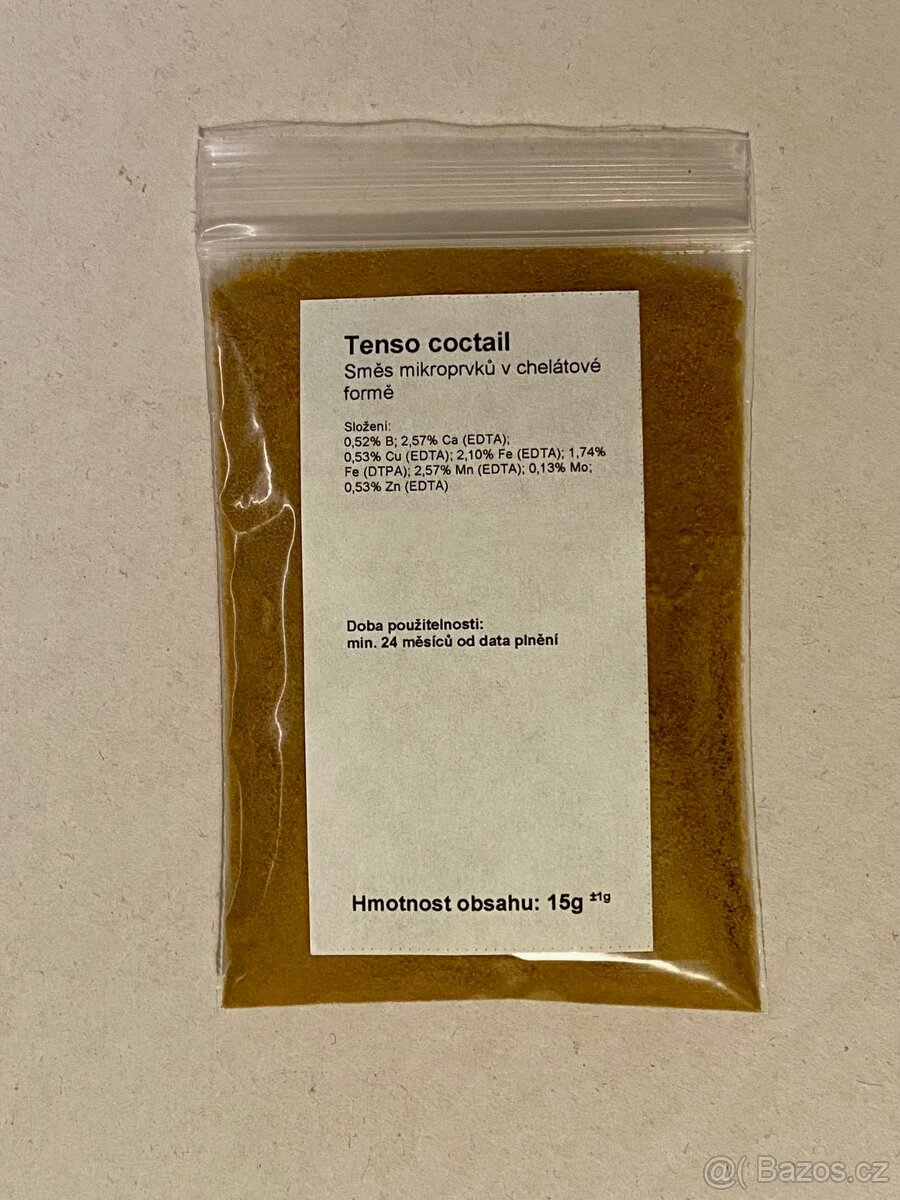 Tenso coctail
Směs mikroprvků v chelátové
formě
Složení:
0,52% B; 2,57% Ca (EDTA);
0,53% Cu (EDTA); 2,10% Fe (EDTA); 1,74%
Fe (DTPA); 2,57% Mn (EDTA); 0,13% Mo;
0,53% Zn (EDTA)
Doba použitelnosti:
min. 24 měsíců od data plnění
Hmotnost obsahu: 15g ±1g
@( Bazos.cz